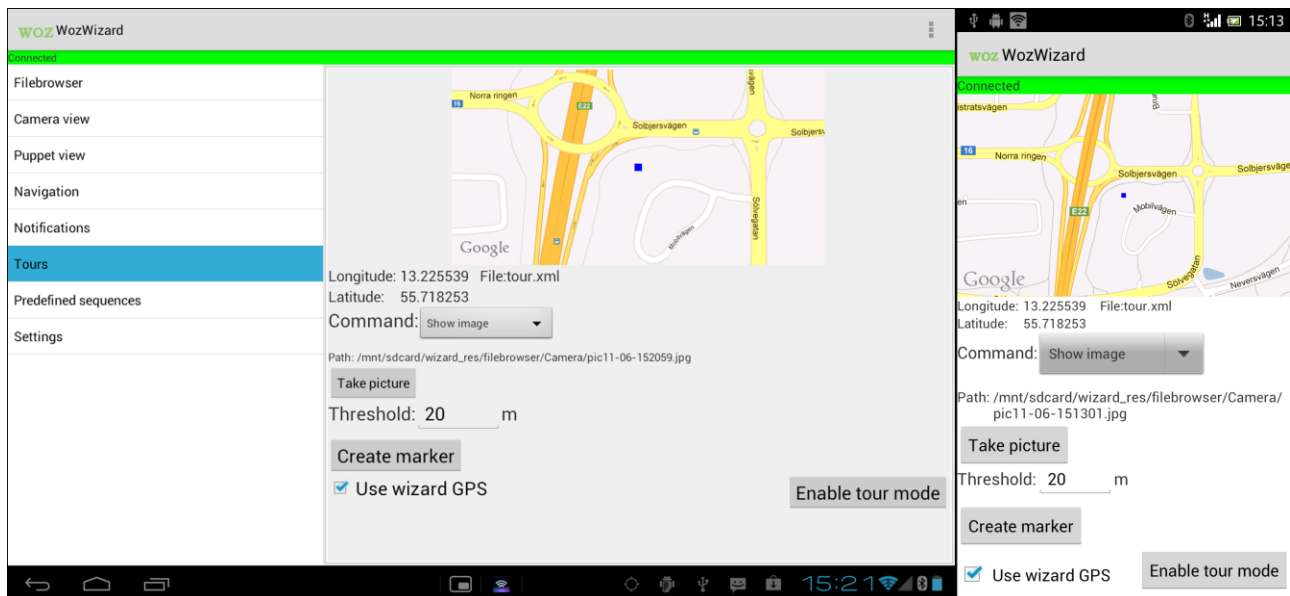 woz WozWizard
Connected
Filebrowser
Camera view
Puppet view
Navigation
Notifications
Tours
Predefined sequences
Settings
Norra ringen
16
E22
Solbjersvägen
Solbjersv
Sölvegatan
Mobilvägen
Google
Longitude: 13.225539 File:tour.xml
Latitude: 55.718253
Command: Show image
Path: /mnt/sdcard/wizard_res/filebrowser/Camera/pic11-06-152059.jpg
Take picture
Threshold: 20 m
Create marker
Use wizard GPS
Enable tour mode
15:21
15:13
woz WozWizard
Connected
istratsvägen
16
Norra ringen
Solbjersvägen
Solbjersväge
en
E22
Mobilvägen
Google
Sölvegatan
Neversvägen
Longitude: 13.225539 File:tour.xml
Latitude: 55.718253
Command: Show image
Path: /mnt/sdcard/wizard_res/filebrowser/Camera/
pic11-06-151301.jpg
Take picture
Threshold: 20 m
Create marker
Use wizard GPS
Enable tour mode